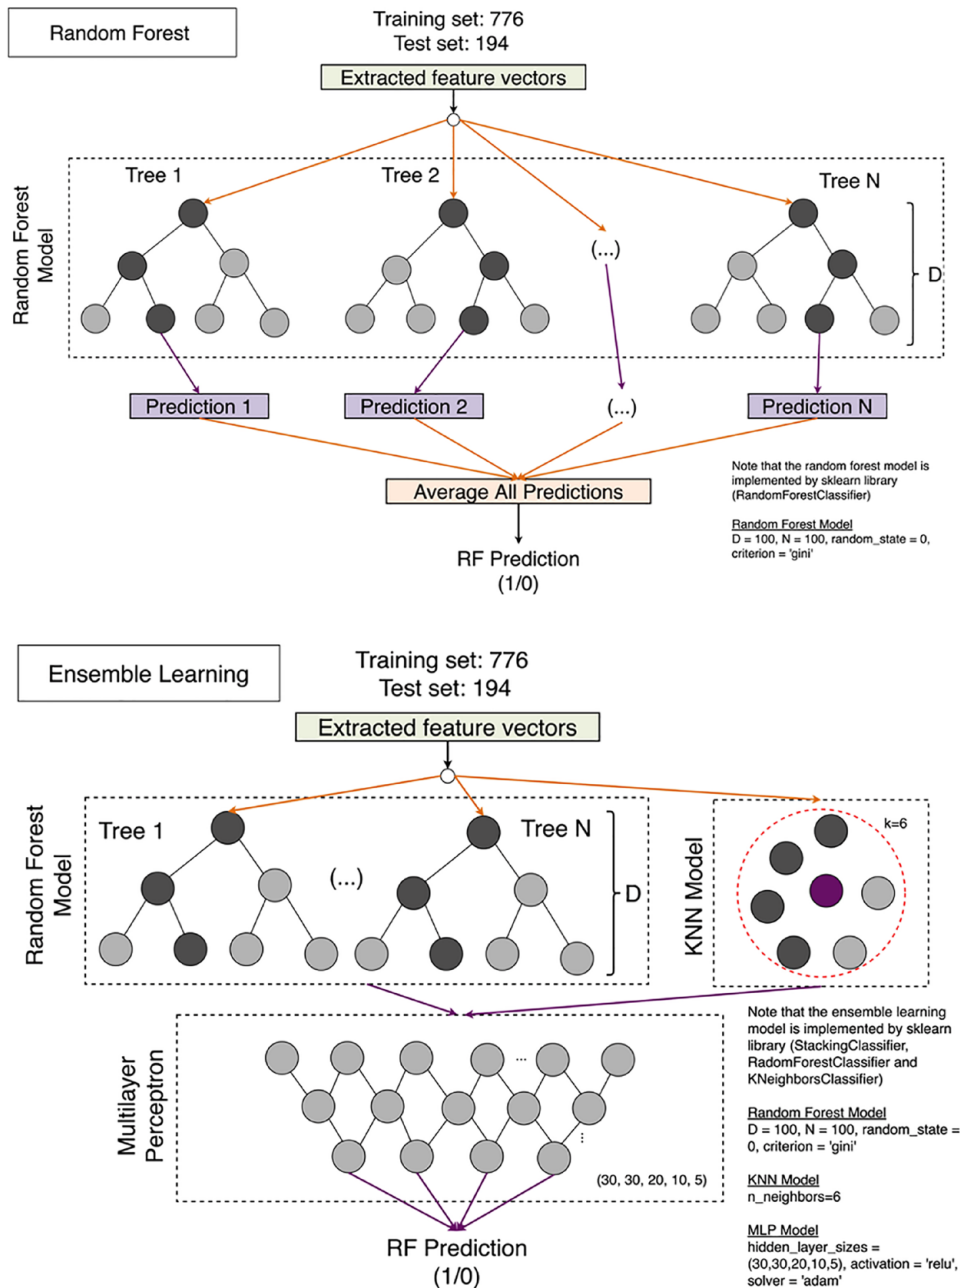 Random Forest
Training set: 776
Test set: 194
Extracted feature vectors
Random Forest
Model
Tree 1
Tree 2
Tree N
(...)
D
Prediction 1
Prediction 2
(...)
Prediction N
Average All Predictions
RF Prediction
(1/0)
Note that the random forest model is
implemented by sklearn library
(RandomForestClassifier)
Random Forest Model
D = 100, N = 100, random_state = 0,
criterion = 'gini'
Ensemble Learning
Training set: 776
Test set: 194
Extracted feature vectors
Random Forest
Model
Tree 1
(...)
Tree N
D
KNN Model
k=6
Multilayer
Perceptron
...
...
(30, 30, 20, 10, 5)
RF Prediction
(1/0)
Note that the ensemble learning
model is implemented by sklearn
library (StackingClassifier,
RadomForestClassifier and
KNeighborsClassifier)
Random Forest Model
D = 100, N = 100, random_state =
0, criterion = 'gini'
KNN Model
n_neighbors=6
MLP Model
hidden_layer_sizes =
(30,30,20,10,5), activation = 'relu',
solver = 'adam'